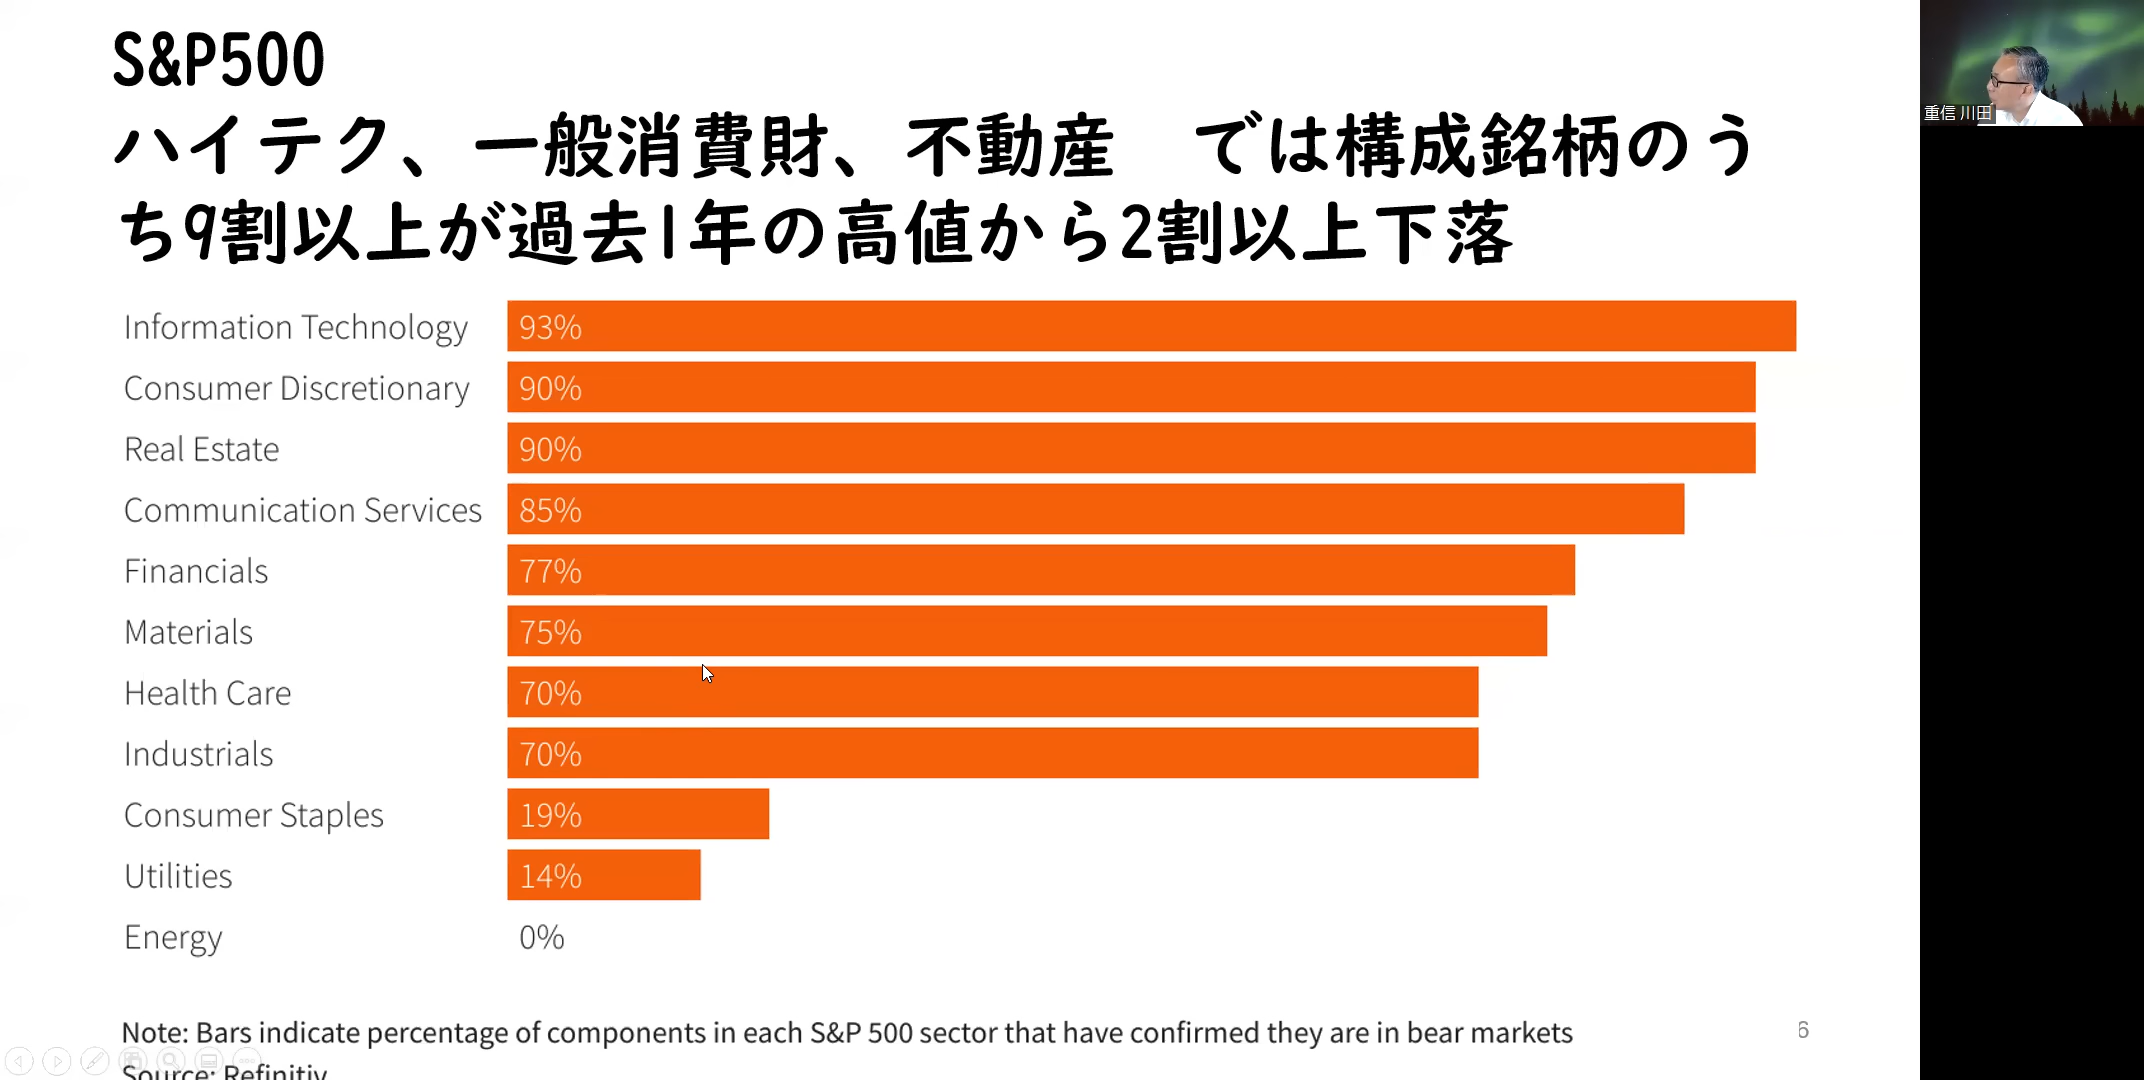 S&P500
ハイテク、一般消費財、不動産　では構成銘柄のう
ち9割以上が過去1年の高値から2割以上下落
Information Technology 93%
Consumer Discretionary 90%
Real Estate 90%
Communication Services 85%
Financials 77%
Materials 75%
Health Care 70%
Industrials 70%
Consumer Staples 19%
Utilities 14%
Energy 0%
Note: Bars indicate percentage of components in each S&P 500 sector that have confirmed they are in bear markets
Source: Refinitiv
6
重信 川田